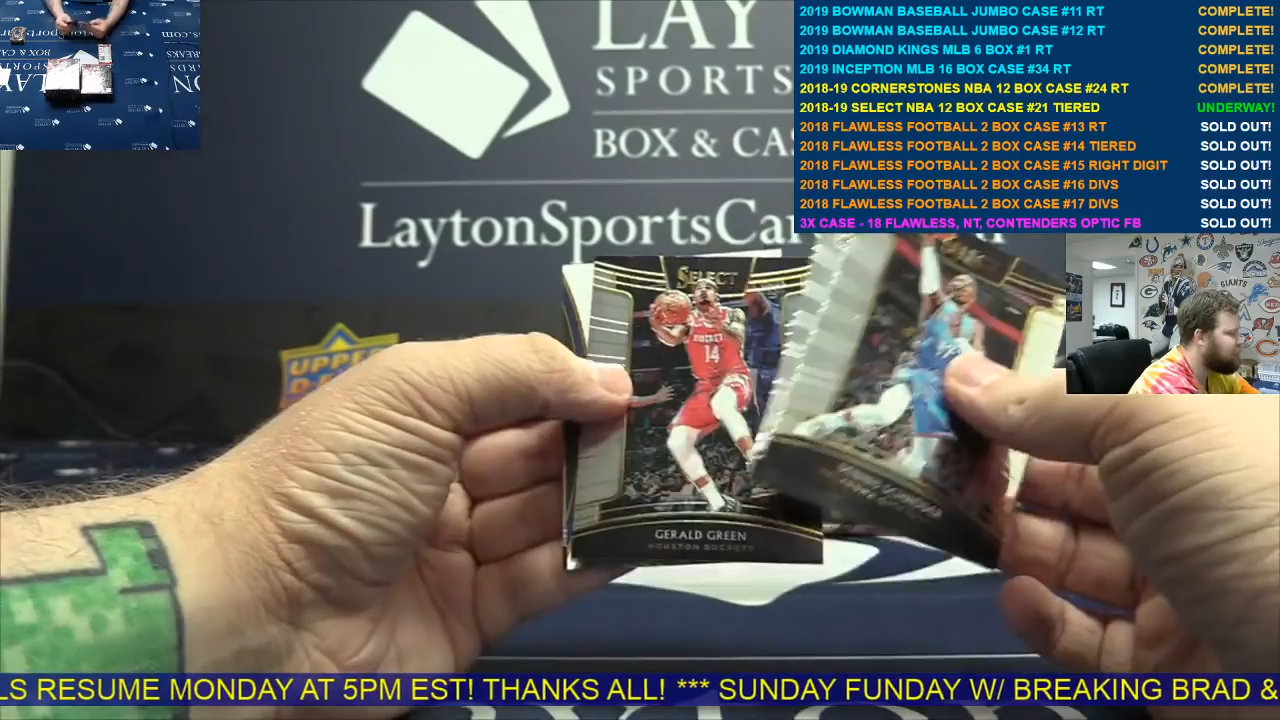 LAY
SPORTS
BOX & CAS
LaytonSportsCar
2019 BOWMAN BASEBALL JUMBO CASE #11 RT COMPLETE!
2019 BOWMAN BASEBALL JUMBO CASE #12 RT COMPLETE!
2019 DIAMOND KINGS MLB 6 BOX #1 RT COMPLETE!
2019 INCEPTION MLB 16 BOX CASE #34 RT COMPLETE!
2018-19 CORNERSTONES NBA 12 BOX CASE #24 RT COMPLETE!
2018-19 SELECT NBA 12 BOX CASE #21 TIERED UNDERWAY!
2018 FLAWLESS FOOTBALL 2 BOX CASE #13 RT SOLD OUT!
2018 FLAWLESS FOOTBALL 2 BOX CASE #14 TIERED SOLD OUT!
2018 FLAWLESS FOOTBALL 2 BOX CASE #15 RIGHT DIGIT SOLD OUT!
2018 FLAWLESS FOOTBALL 2 BOX CASE #16 DIVS SOLD OUT!
2018 FLAWLESS FOOTBALL 2 BOX CASE #17 DIVS SOLD OUT!
3X CASE - 18 FLAWLESS, NT, CONTENDERS OPTIC FB SOLD OUT!
GIANTS
SELECT
ROCKETS
14
UPPER
GERALD GREEN
HOUSTON ROCKETS
LS RESUME MONDAY AT 5PM EST! THANKS ALL! *** SUNDAY FUNDAY W/ BREAKING BRAD &